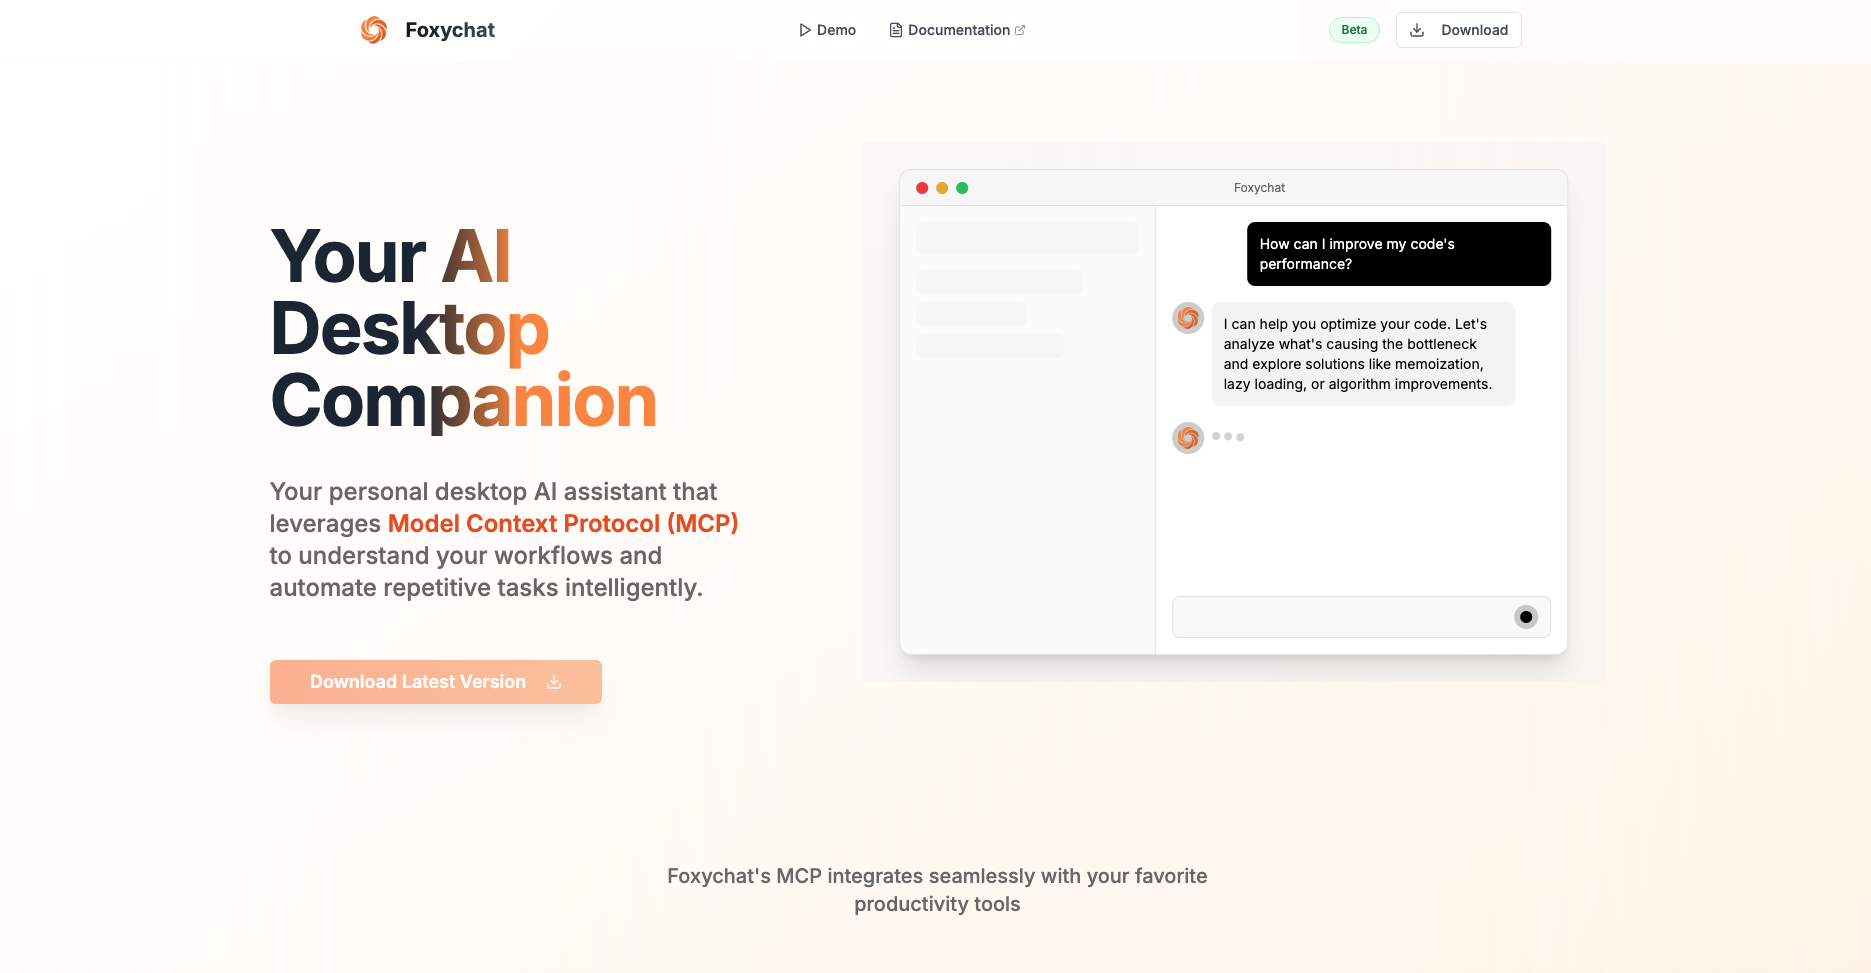 Foxychat
Demo
Documentation
Beta
Download
Your AI
Desktop
Companion
Your personal desktop AI assistant that
leverages Model Context Protocol (MCP)
to understand your workflows and
automate repetitive tasks intelligently.
Download Latest Version
Foxychat
How can I improve my code's
performance?
I can help you optimize your code. Let's
analyze what's causing the bottleneck
and explore solutions like memoization,
lazy loading, or algorithm improvements.
Foxychat's MCP integrates seamlessly with your favorite
productivity tools